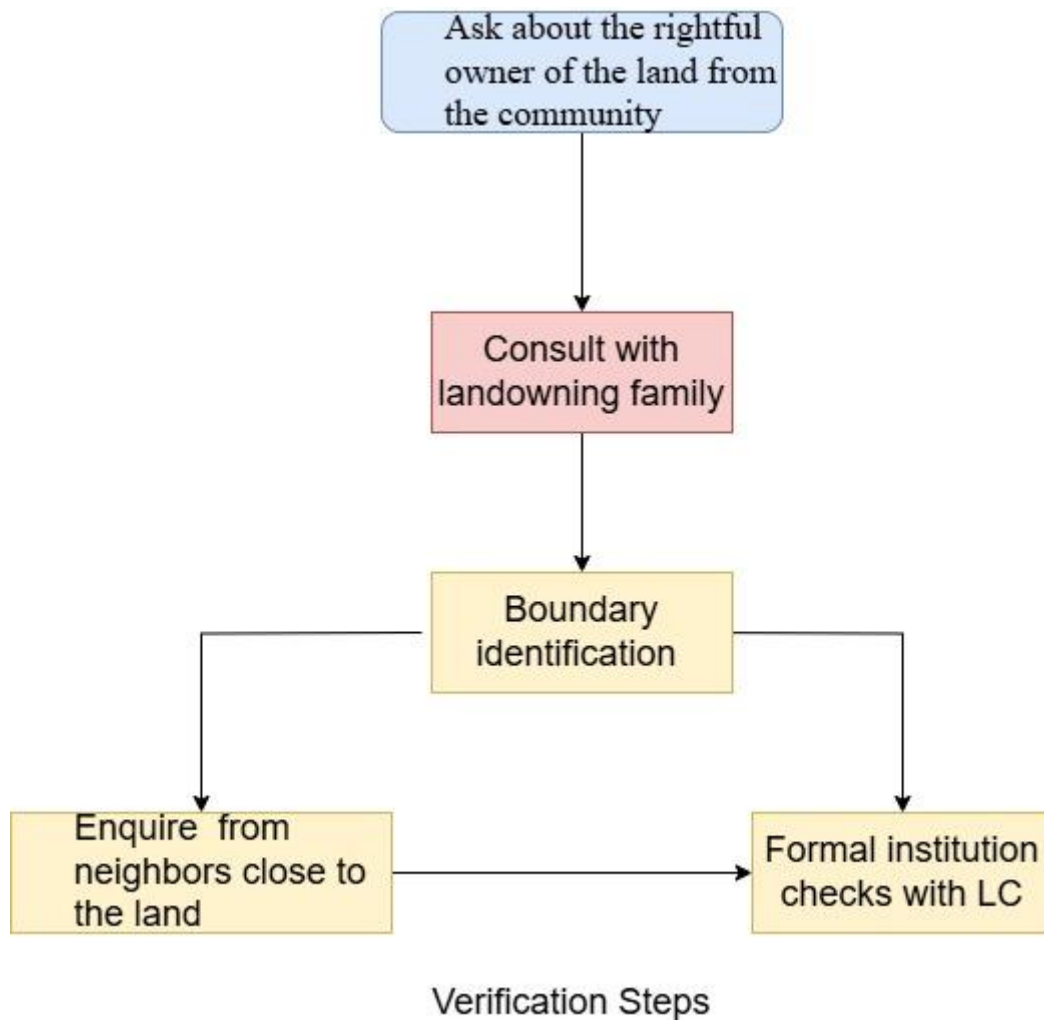 Ask about the rightful
owner of the land from
the community
Consult with
landowning family
Boundary
identification
Enquire from
neighbors close to
the land
Formal institution
checks with LC
Verification Steps